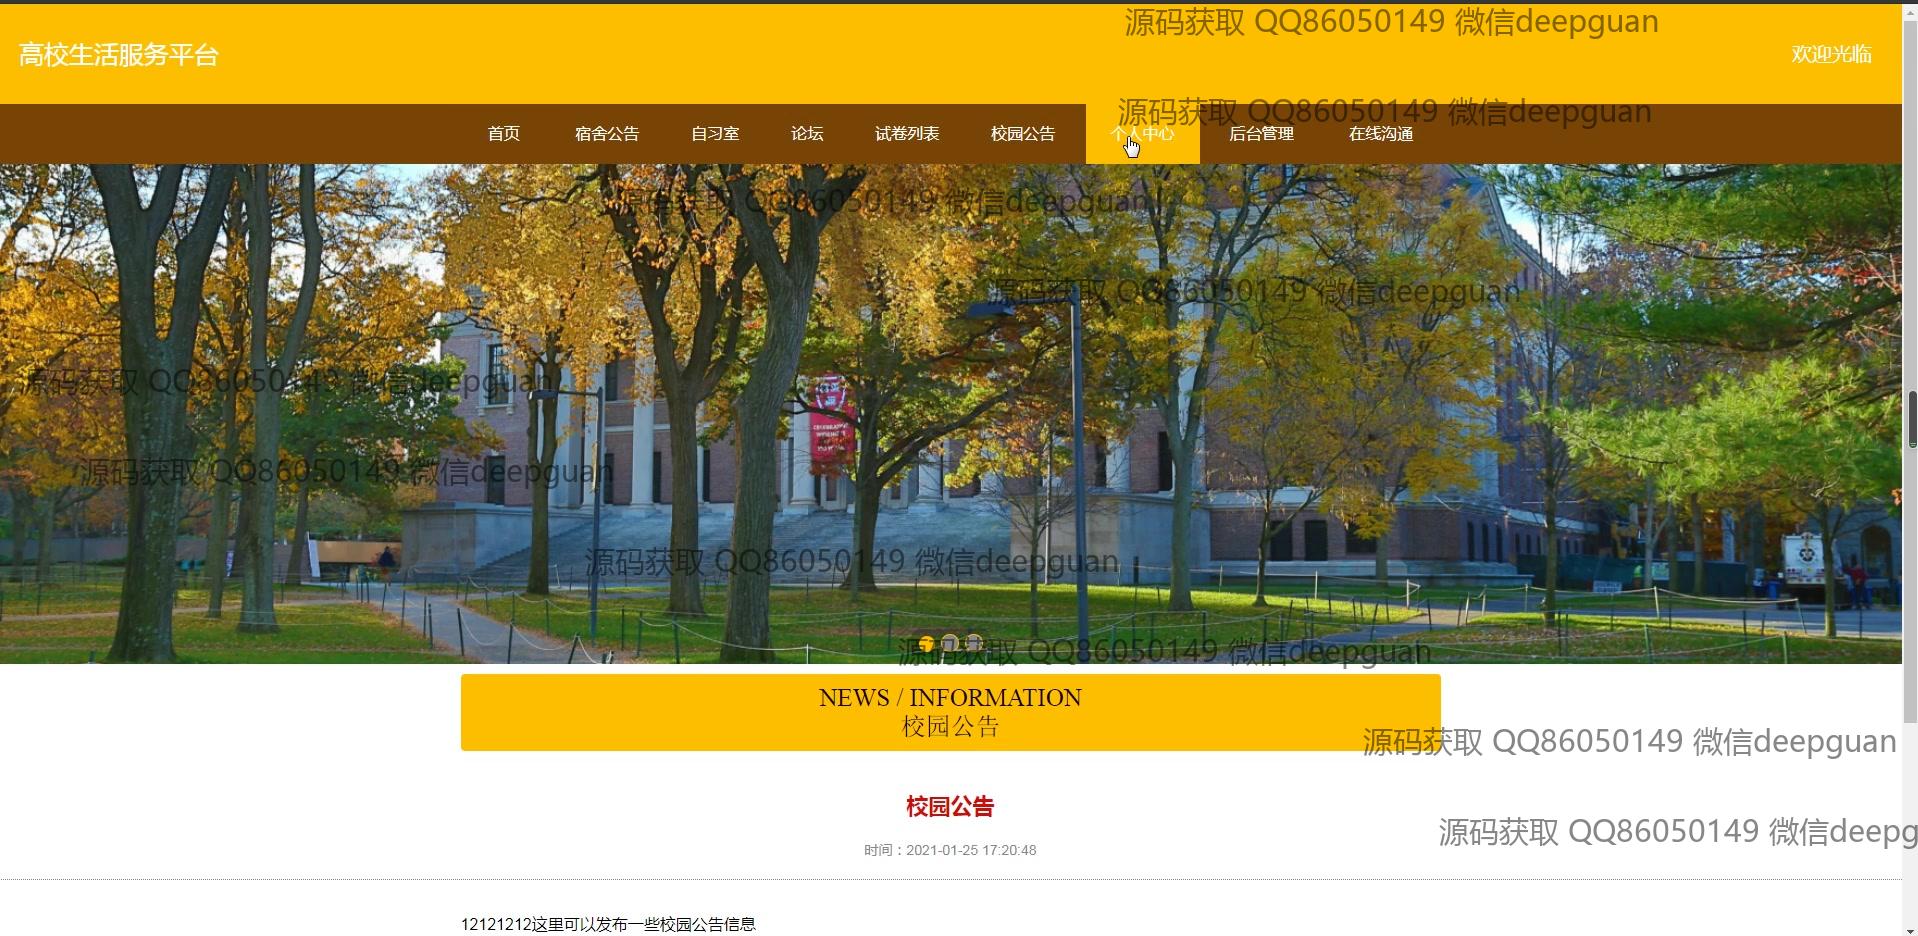 源码获取 QQ86050149 微信deepguan
高校生活服务平台
欢迎光临
源码获取 QQ86050149 微信deepguan
首页 宿舍公告 自习室 论坛 试卷列表 校园公告 个人中心 后台管理 在线沟通
源码获取 QQ86050149 微信deepguan
源码获取 QQ86050149 微信deepguan
源码获取 QQ86050149 微信deepguan
源码获取 QQ86050149 微信deepguan
源码获取 QQ86050149 微信deepguan
源码获取 QQ86050149 微信deepguan
NEWS / INFORMATION
校园公告
源码获取 QQ86050149 微信deepguan
校园公告
源码获取 QQ86050149 微信deepg
时间：2021-01-25 17:20:48
12121212这里可以发布一些校园公告信息